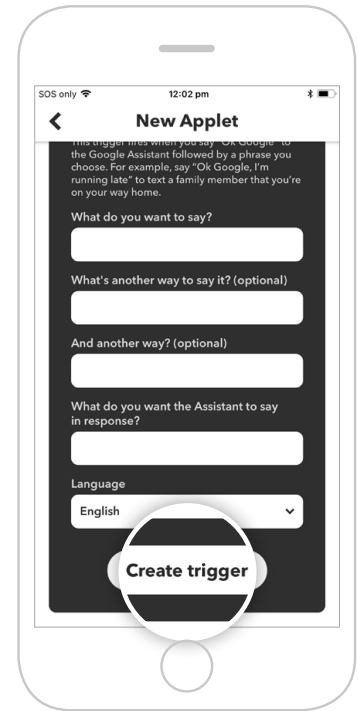 SOS only 12:02 pm
New Applet
This trigger fires when you say "Ok Google" to
the Google Assistant followed by a phrase you
choose. For example, say “Ok Google, I’m
running late” to text a family member that you’re
on your way home.
What do you want to say?
What's another way to say it? (optional)
And another way? (optional)
What do you want the Assistant to say
in response?
Language
English
Create trigger